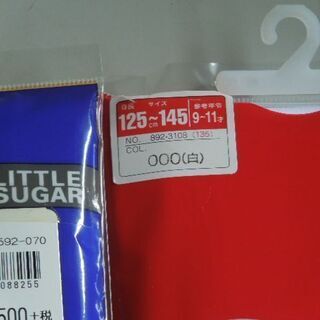 LITTLE
SUGAR
592-070
088255
500+税
身長 サイズ 参考年令
125~145 9~11才
cm
NO. 892-3108 (135)
COL.
000(白)